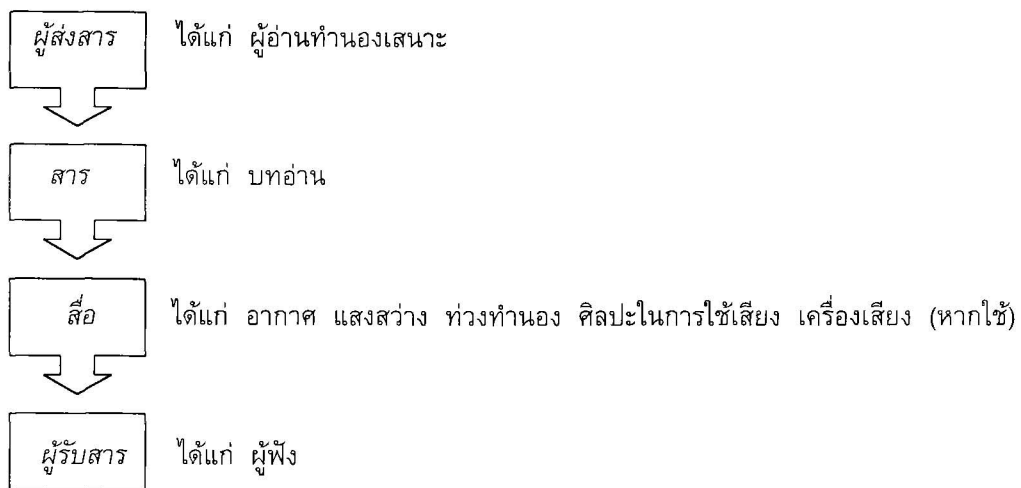 ผู้ส่งสาร ได้แก่ ผู้อ่านทำนองเสนาะ
สาร ได้แก่ บทอ่าน
สื่อ ได้แก่ อากาศ แสงสว่าง ท่วงทำนอง ศิลปะในการใช้เสียง เครื่องเสียง (หากใช้)
ผู้รับสาร ได้แก่ ผู้ฟัง